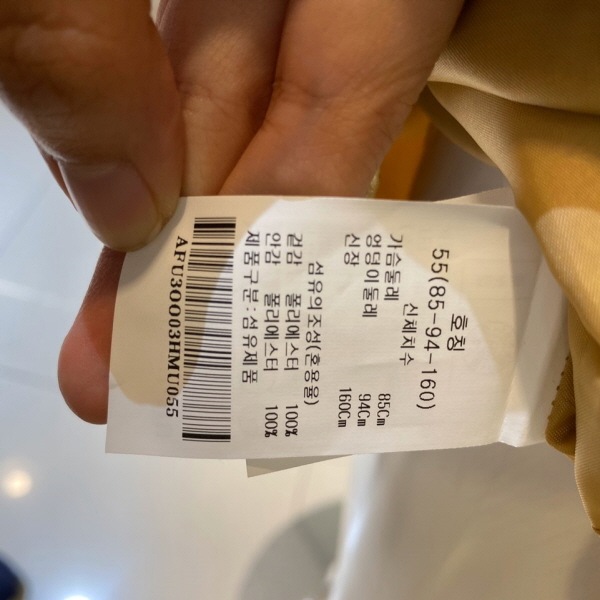 호칭
55(85-94-160)
신체치수
가슴둘레 85Cm
엉덩이둘레 94Cm
신장 160Cm
섬유의 조성(혼용율)
겉감 폴리에스터 100%
안감 폴리에스터 100%
제품구분:섬유제품
AFU30003HMU055